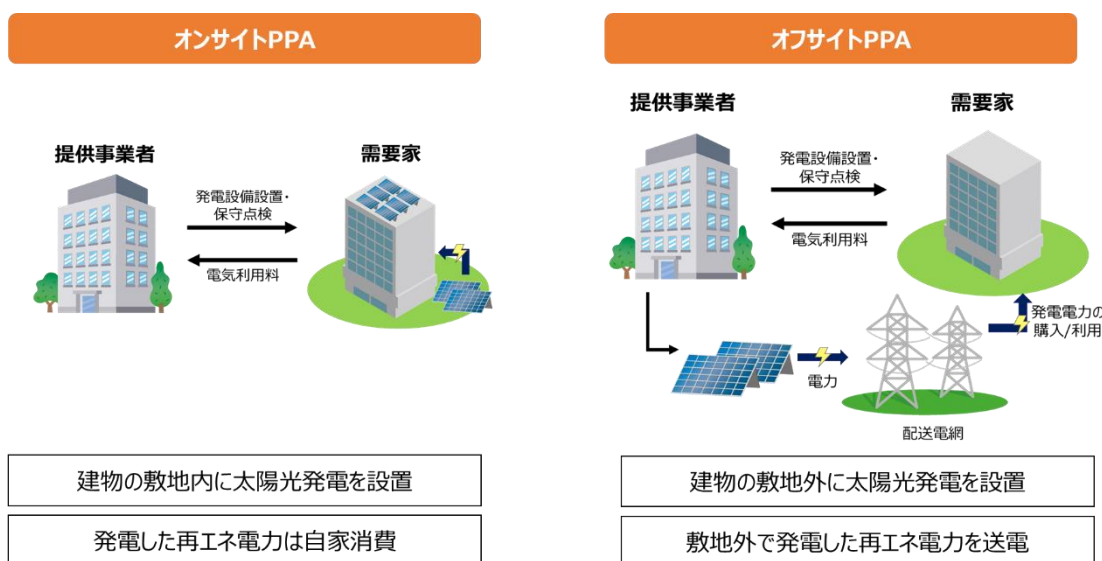 オンサイトPPA
提供事業者
需要家
発電設備設置・
保守点検
電気利用料
建物の敷地内に太陽光発電を設置
発電した再エネ電力は自家消費
オフサイトPPA
提供事業者
需要家
発電設備設置・
保守点検
電気利用料
発電電力の
購入/利用
電力
配送電網
建物の敷地外に太陽光発電を設置
敷地外で発電した再エネ電力を送電